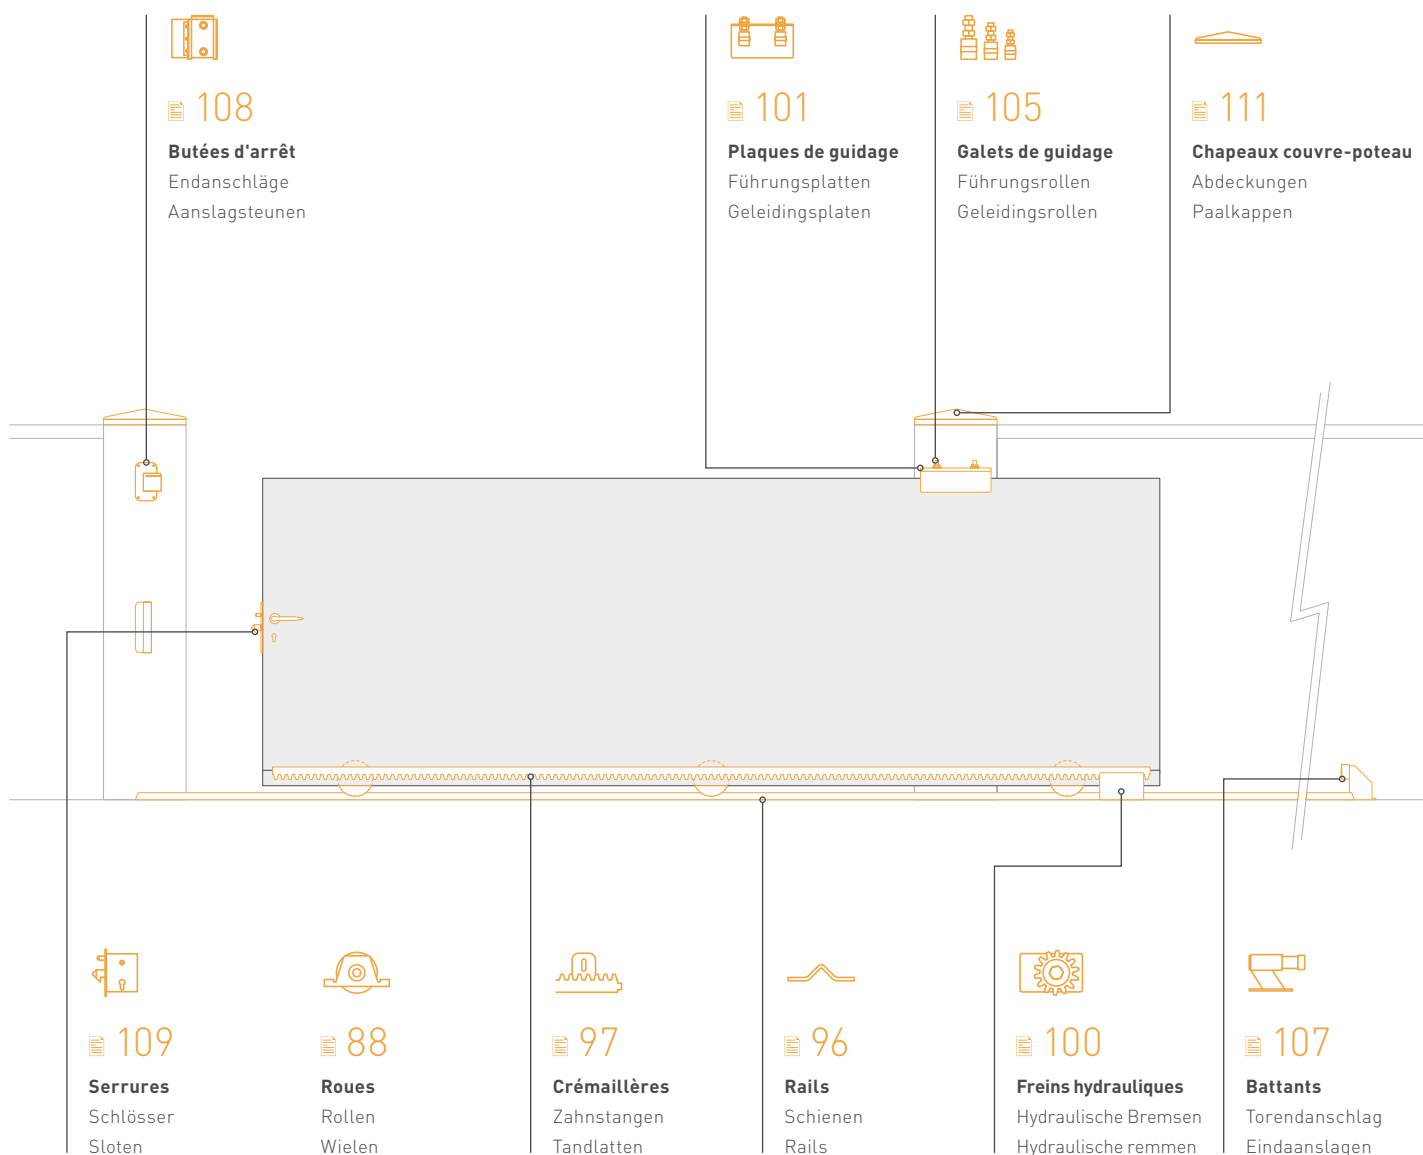 108
Butées d'arrêt
Endanschläge
Aanslagsteunen
101
Plaques de guidage
Führungsplatten
Geleidingsplaten
105
Galets de guidage
Führungsrollen
Geleidingsrollen
111
Chapeaux couvre-poteau
Abdeckungen
Paalkappen
109
Serrures
Schlösser
Sloten
88
Roues
Rollen
Wielen
97
Crémaillères
Zahnstangen
Tandlatten
96
Rails
Schienen
Rails
100
Freins hydrauliques
Hydraulische Bremsen
Hydraulische remmen
107
Battants
Torendanschlag
Eindaanslagen